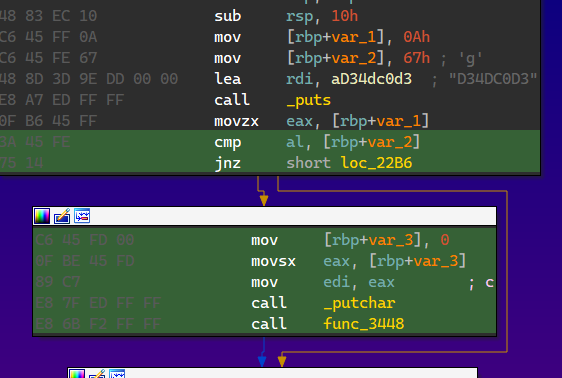 48 83 EC 10 sub rsp, 10h
C6 45 FF 0A mov [rbp+var_1], 0Ah
C6 45 FE 67 mov [rbp+var_2], 67h ; 'g'
48 8D 3D 9E DD 00 00 lea rdi, aD34dc0d3 ; "D34DC0D3"
E8 A7 ED FF FF call _puts
0F B6 45 FF movzx eax, [rbp+var_1]
3A 45 FE cmp al, [rbp+var_2]
75 14 jnz short loc_22B6
C6 45 FD 00 mov [rbp+var_3], 0
0F BE 45 FD movsx eax, [rbp+var_3]
89 C7 mov edi, eax ; c
E8 7F ED FF FF call _putchar
E8 6B F2 FF FF call func_3448